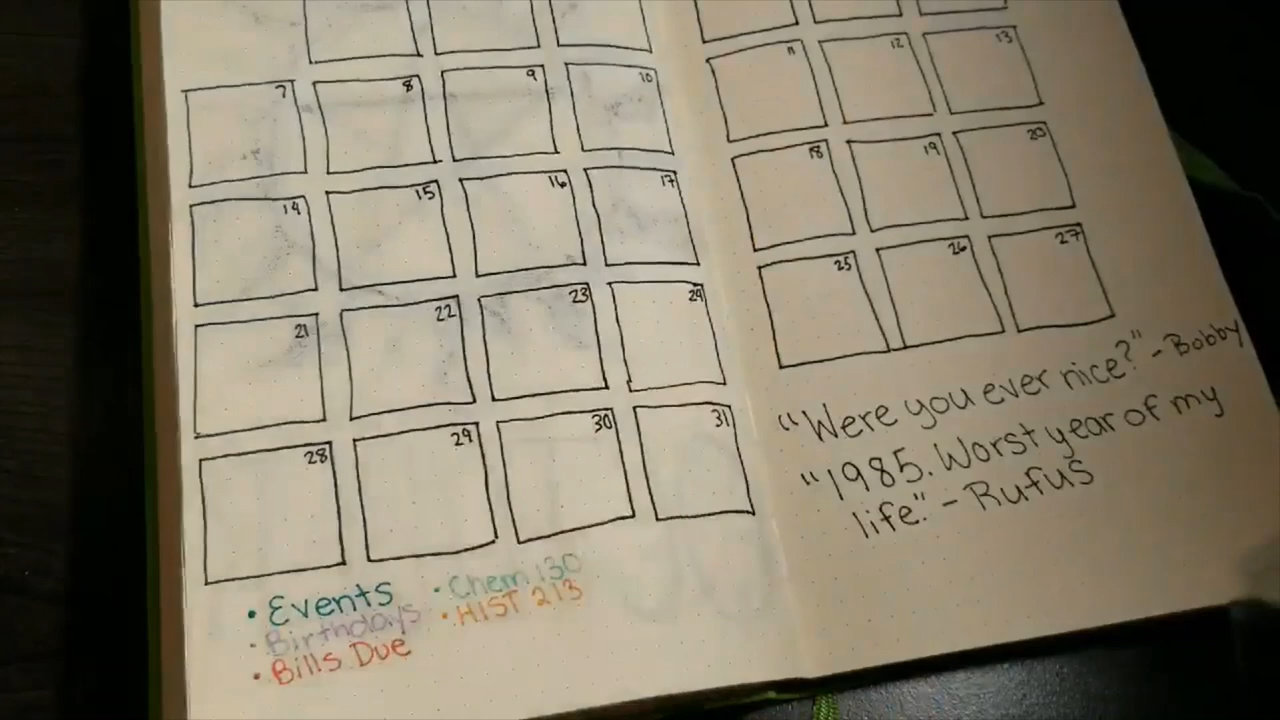 7 8 9 10 11 12 13
14 15 16 17 18 19 20
21 22 23 24 25 26 27
28 29 30 31
"Were you ever nice?" - Bobby
"1985. Worst year of my
life." - Rufus
• Events
• Birthdays
• Bills Due
• Chem 130
• HIST 213